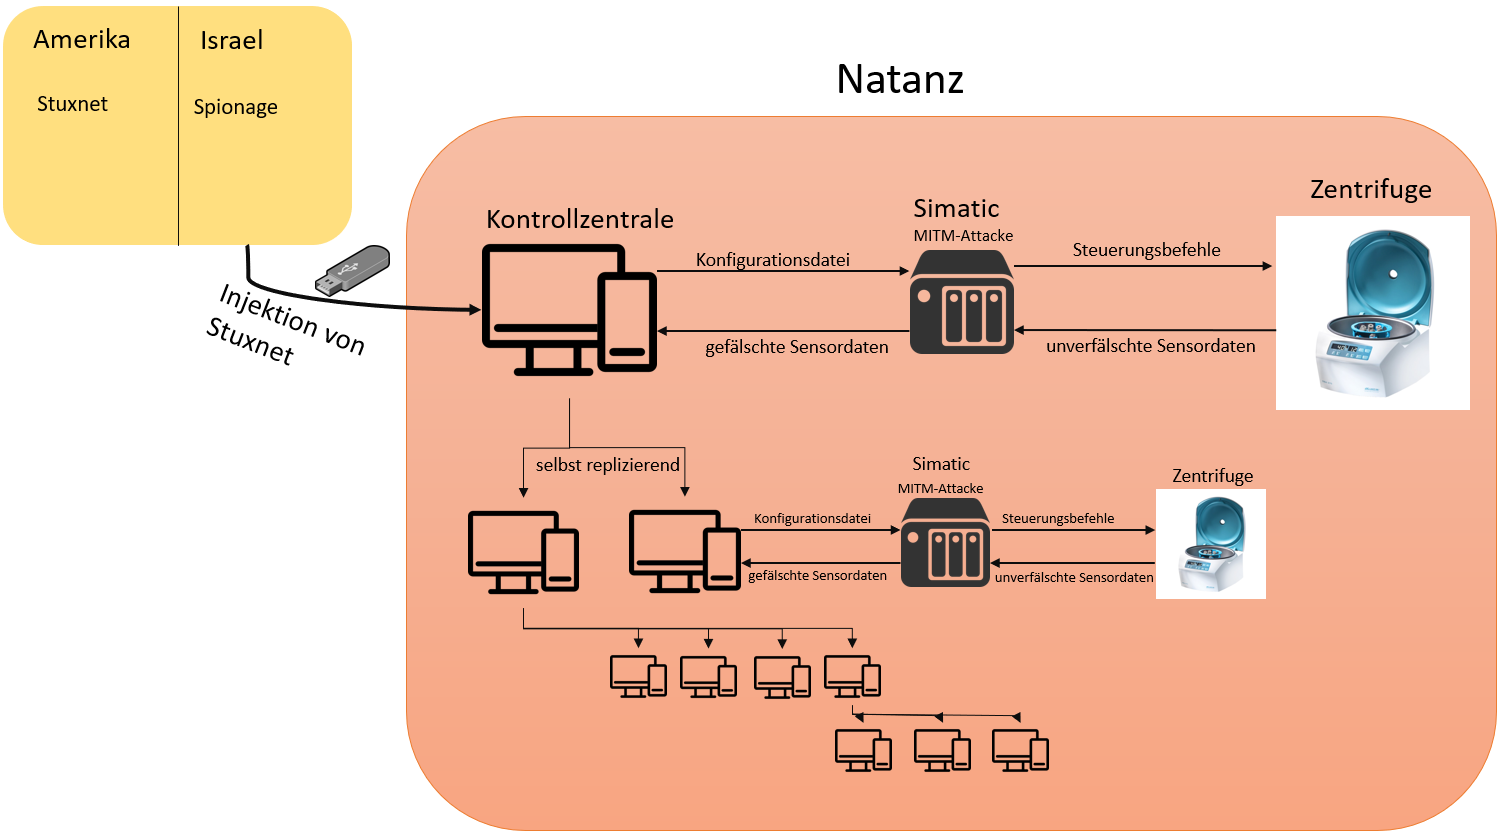 Amerika
Israel
Stuxnet
Spionage
Natanz
Injektion von
Stuxnet
Kontrollzentrale
Konfigurationsdatei
gefälschte Sensordaten
Simatic
MITM-Attacke
Steuerungsbefehle
unverfälschte Sensordaten
Zentrifuge
selbst replizierend
Konfigurationsdatei
gefälschte Sensordaten
Simatic
MITM-Attacke
Steuerungsbefehle
unverfälschte Sensordaten
Zentrifuge